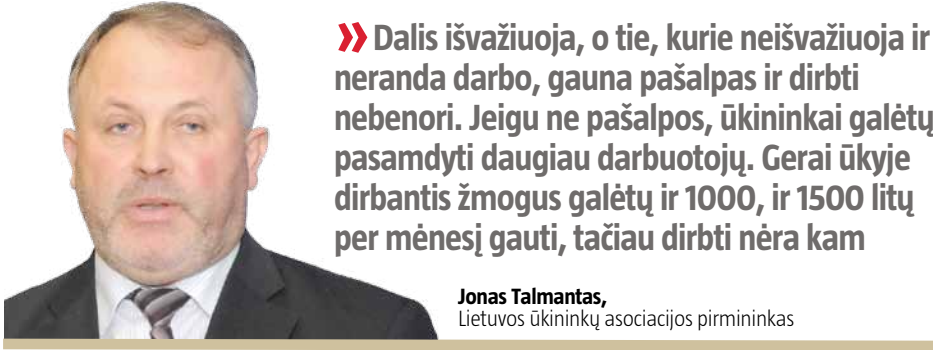 » Dalis išvažiuoja, o tie, kurie neišvažiuoja ir
neranda darbo, gauna pašalpas ir dirbti
nebenori. Jeigu ne pašalpos, ūkininkai galėtų
pasamdyti daugiau darbuotojų. Gerai ūkyje
dirbantis žmogus galėtų ir 1000, ir 1500 litų
per mėnesį gauti, tačiau dirbti nėra kam
Jonas Talmantas,
Lietuvos ūkininkų asociacijos pirmininkas